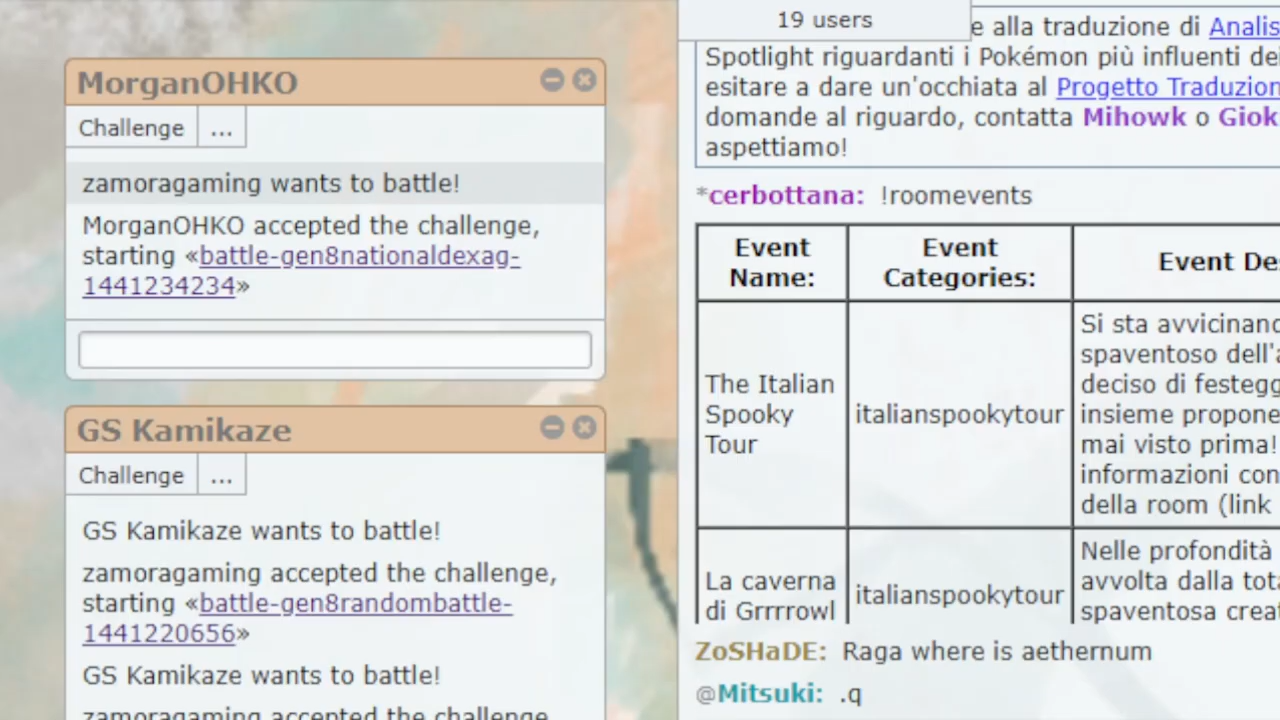 MorganOHKO
Challenge
...
zamoragaming wants to battle!
MorganOHKO accepted the challenge,
starting «battle-gen8nationaldexag-
1441234234»
GS Kamikaze
Challenge
...
GS Kamikaze wants to battle!
zamoragaming accepted the challenge,
starting «battle-gen8randombattle-
1441220656»
GS Kamikaze wants to battle!
zamoragaming accepted the challenge
19 users
e alla traduzione di Analis
Spotlight riguardanti i Pokémon più influenti de
esitare a dare un'occhiata al Progetto Traduzion
domande al riguardo, contatta Mihowk o Giok
aspettiamo!
*cerbottana: !roomevents
Event
Name:
Event
Categories:
Event De
The Italian
Spooky
Tour
italianspookytour
Si sta avvicinand
spaventoso dell'a
deciso di festegg
insieme propone
mai visto prima!
informazioni con
della room (link
La caverna
di Grrrrowl
italianspookytour
Nelle profondità
avvolta dalla tota
spaventosa creat
ZoSHaDE: Raga where is aethernum
@Mitsuki: .q